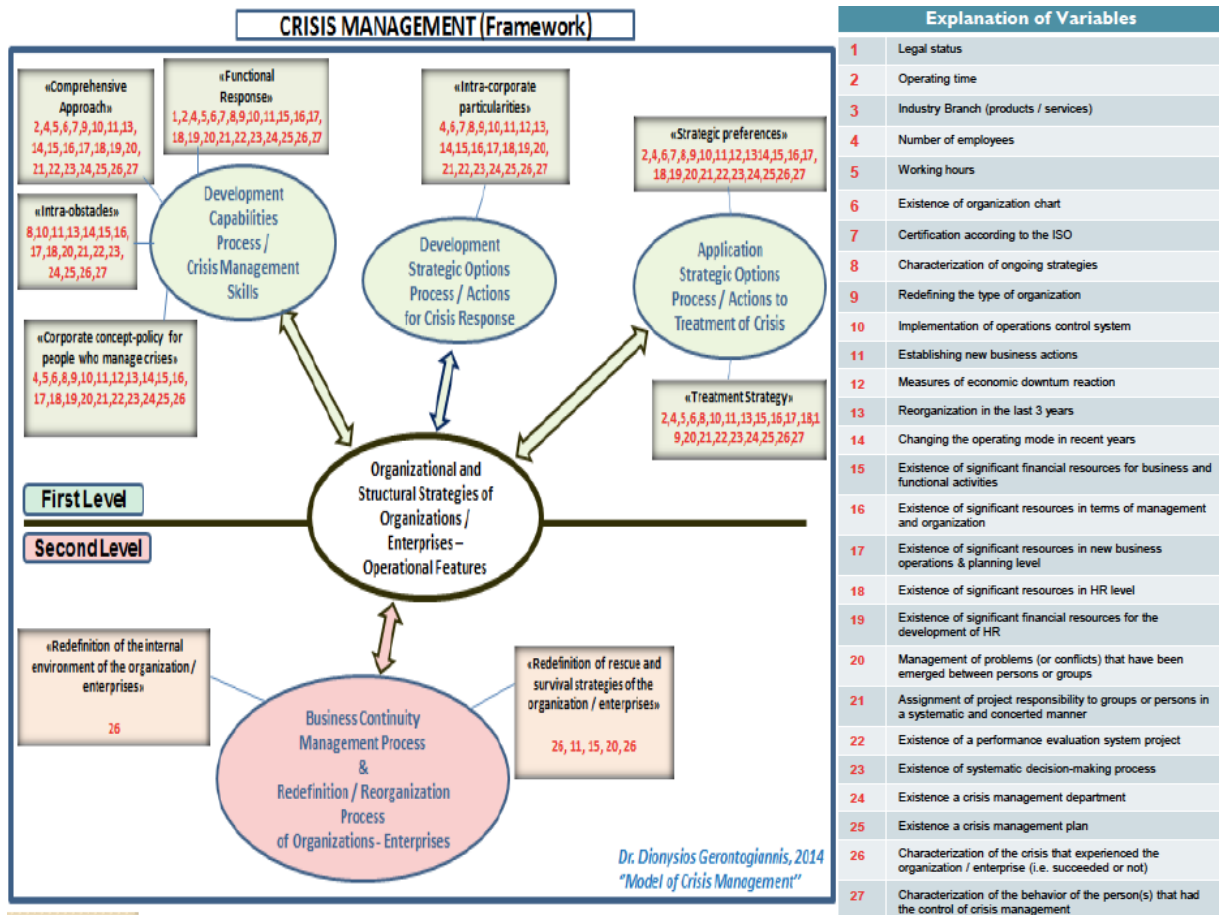 CRISIS MANAGEMENT (Framework)
«Comprehensive
Approach»
2,4,5,6,7,9,10,11,13,
14,15,16,17,18,19,20,
21,22,23,24,25,26,27
«Functional
Response»
1,2,4,5,6,7,8,9,10,11,15,16,17,
18,19,20,21,22,23,24,25,26,27
«Intra-corporate
particularities»
4,6,7,8,9,10,11,12,13,
14,15,16,17,18,19,20,
21,22,23,24,25,26,27
«Strategic preferences»
2,4,6,7,8,9,10,11,12,1314,15,16,17,
18,19,20,21,22,23,24,25,26,27
«Intra-obstacles»
8,10,11,13,14,15,16,
17,18,20,21,22,23,
24,25,26,27
Development
Capabilities
Process /
Crisis Management
Skills
Development
Strategic Options
Process / Actions
for Crisis Response
Application
Strategic Options
Process / Actions to
Treatment of Crisis
«Corporate concept-policy for
people who manage crises»
4,5,6,8,9,10,11,12,13,14,15,16,
17,18,19,20,21,22,23,24,25,26
«Treatment Strategy»
2,4,5,6,8,10,11,13,15,16,17,18,1
9,20,21,22,23,24,25,26,27
Organizational and
Structural Strategies of
Organizations /
Enterprises –
Operational Features
First Level
Second Level
«Redefinition of the internal
environment of the organization /
enterprises»
26
«Redefinition of rescue and
survival strategies of the
organization / enterprises»
26, 11, 15, 20, 26
Business Continuity
Management Process
&
Redefinition / Reorganization
Process
of Organizations - Enterprises
Dr. Dionysios Gerontogiannis, 2014
"Model of Crisis Management"
Explanation of Variables
1 Legal status
2 Operating time
3 Industry Branch (products / services)
4 Number of employees
5 Working hours
6 Existence of organization chart
7 Certification according to the ISO
8 Characterization of ongoing strategies
9 Redefining the type of organization
10 Implementation of operations control system
11 Establishing new business actions
12 Measures of economic downturn reaction
13 Reorganization in the last 3 years
14 Changing the operating mode in recent years
15 Existence of significant financial resources for business and
functional activities
16 Existence of significant resources in terms of management
and organization
17 Existence of significant resources in new business
operations & planning level
18 Existence of significant resources in HR level
19 Existence of significant financial resources for the
development of HR
20 Management of problems (or conflicts) that have been
emerged between persons or groups
21 Assignment of project responsibility to groups or persons in
a systematic and concerted manner
22 Existence of a performance evaluation system project
23 Existence of systematic decision-making process
24 Existence a crisis management department
25 Existence a crisis management plan
26 Characterization of the crisis that experienced the
organization / enterprise (i.e. succeeded or not)
27 Characterization of the behavior of the person(s) that had
the control of crisis management